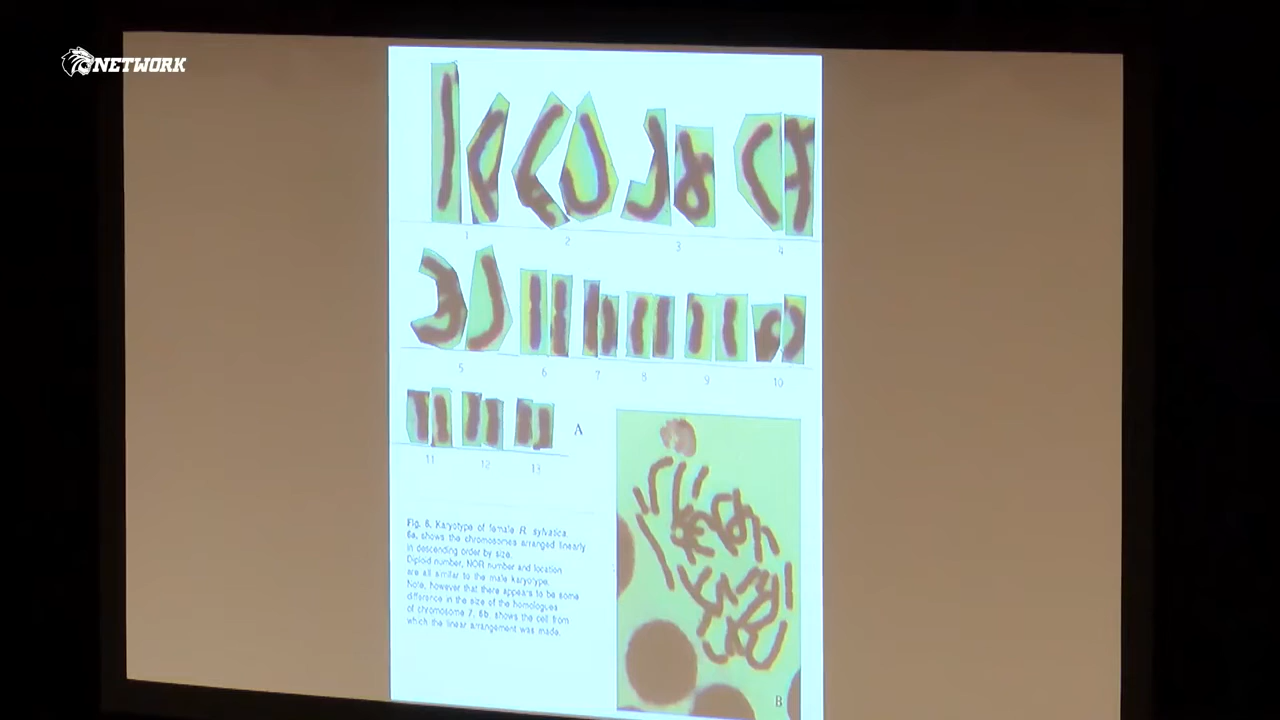 NETWORK
1 2 3 4
5 6 7 8 9 10
A
11 12 13
Fig. 6. Karyotype of female R. sylvatica.
6a, shows the chromosomes arranged linearly
in descending order by size.
Diploid number, NOR number and location
are all similar to the male karyotype.
Note, however that there appears to be some
difference in the size of the homologues
of chromosome 7. 6b, shows the cell from
which the linear arrangement was made.
B